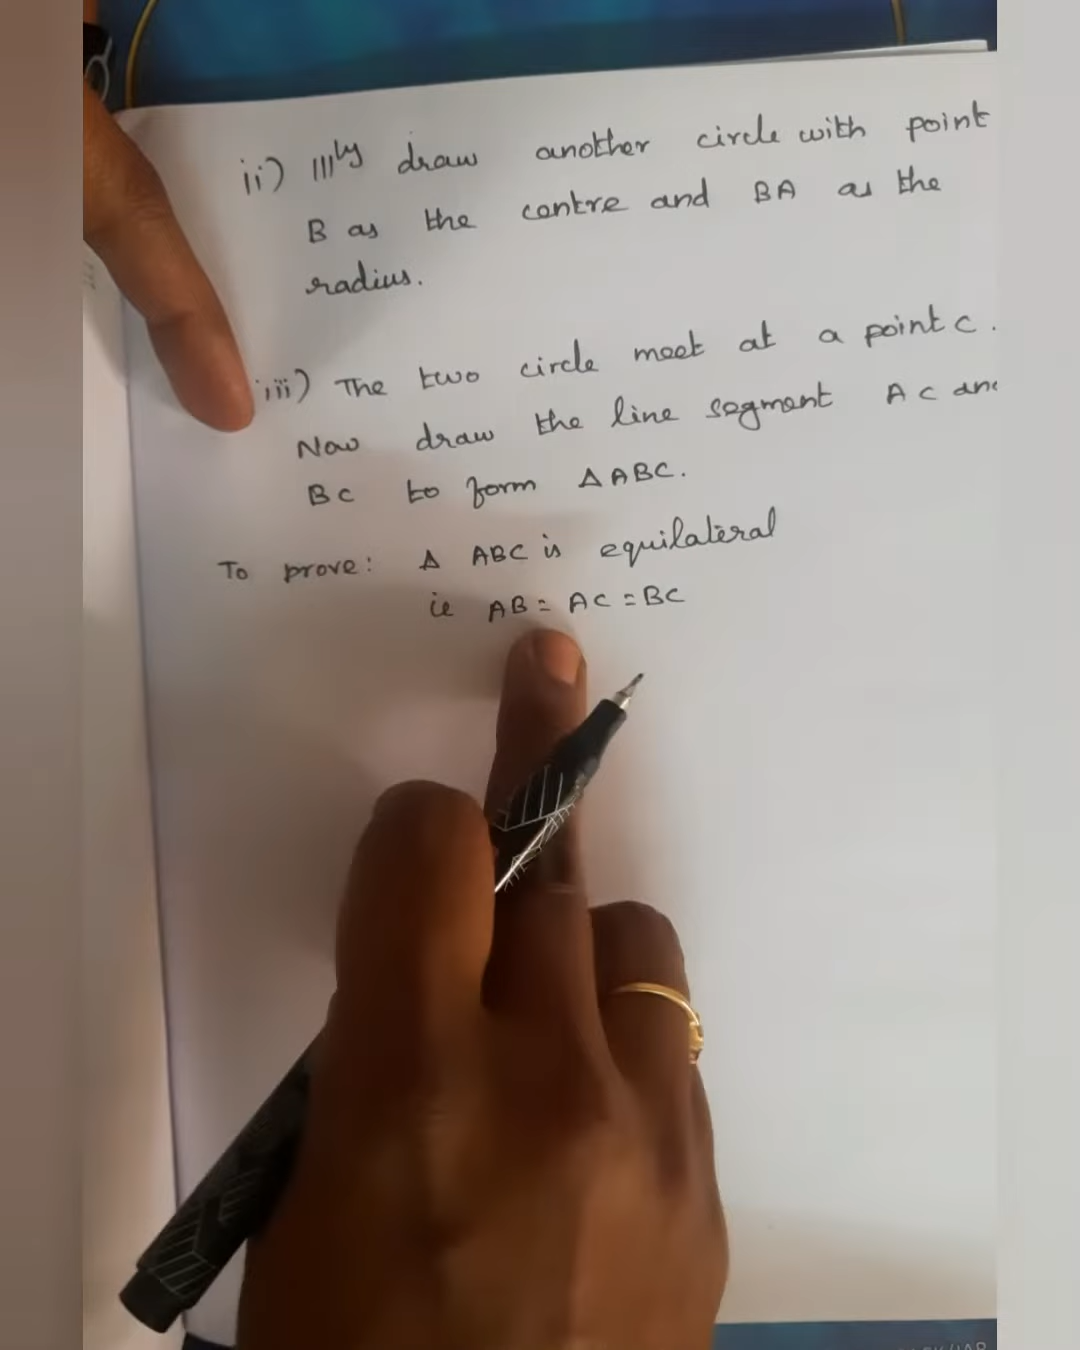 ii) lllly draw another circle with point
B as the centre and BA as the
radius.
iii) The two circle meet at a point C.
Now draw the line segment AC and
BC to form Δ ABC.
To prove: Δ ABC is equilateral
ie AB = AC = BC